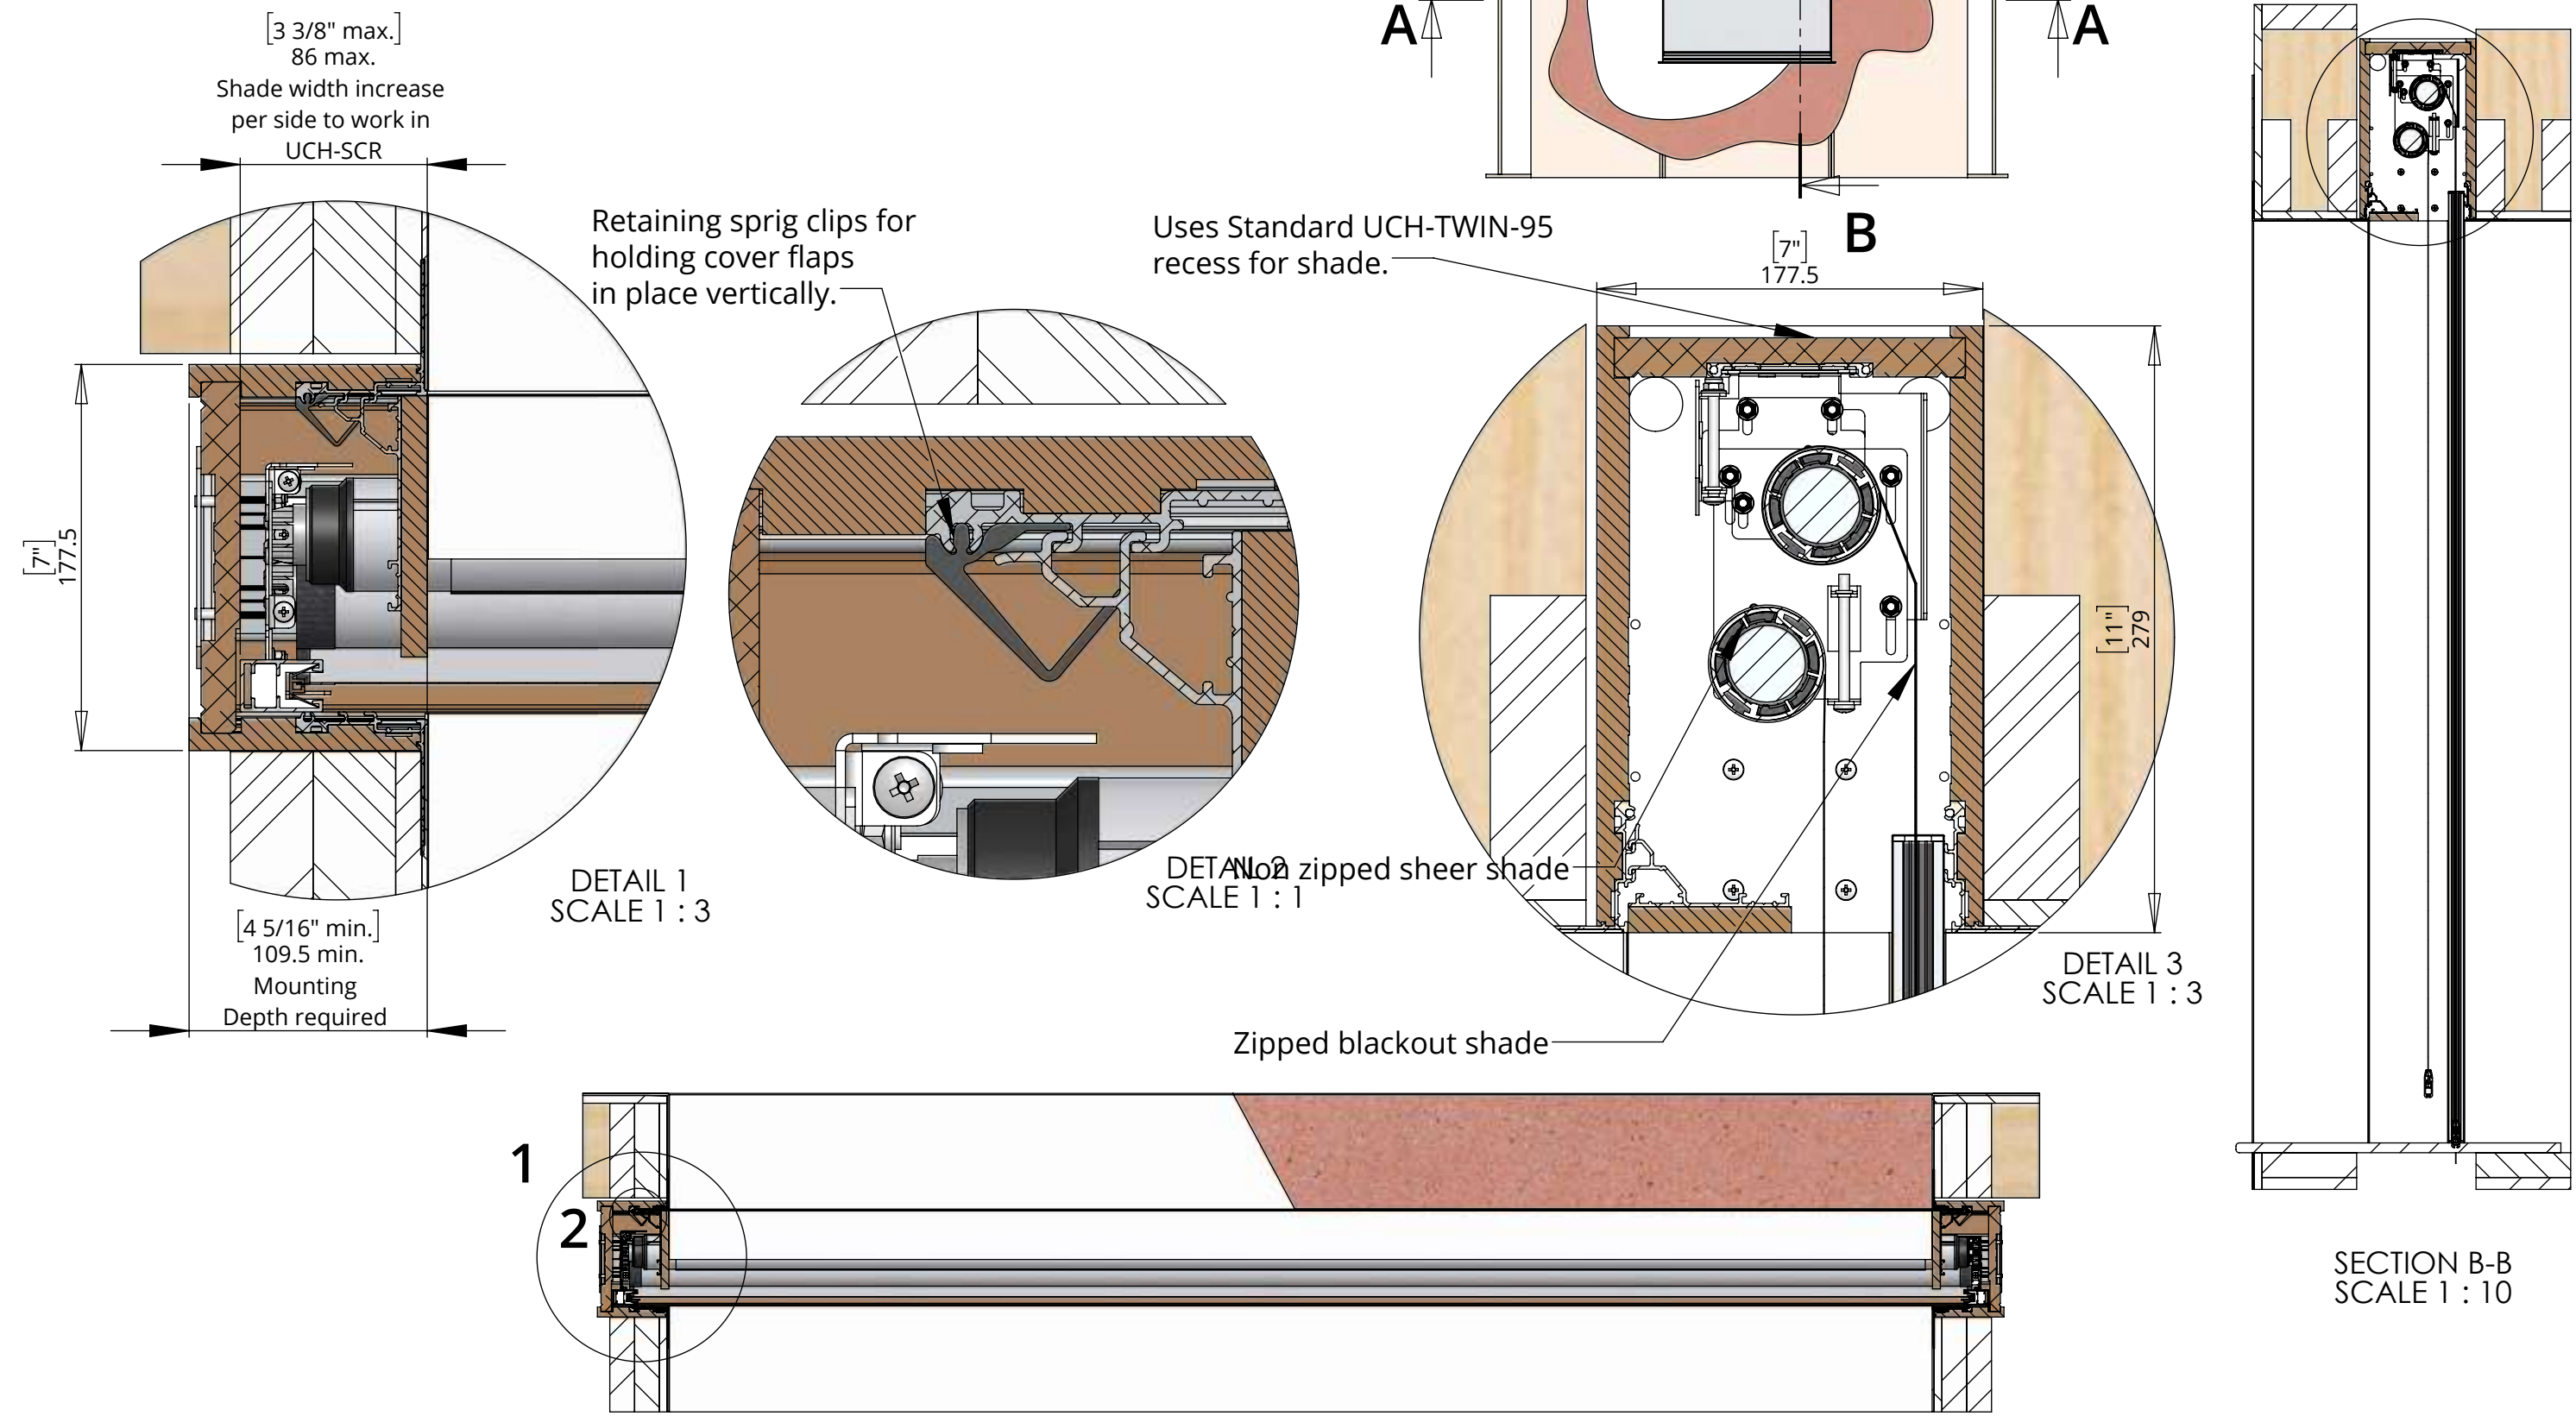 [3 3/8" max.]
86 max.
Shade width increase
per side to work in
UCH-SCR
A
A
B
Retaining sprig clips for
holding cover flaps
in place vertically.
Uses Standard UCH-TWIN-95
recess for shade.
[7"]
177.5
[7"]
177.5
[11"]
279
DETAIL 1
SCALE 1 : 3
DETAIL 2
SCALE 1 : 1
Non zipped sheer shade
[4 5/16" min.]
109.5 min.
Mounting
Depth required
DETAIL 3
SCALE 1 : 3
Zipped blackout shade
1
2
SECTION B-B
SCALE 1 : 10